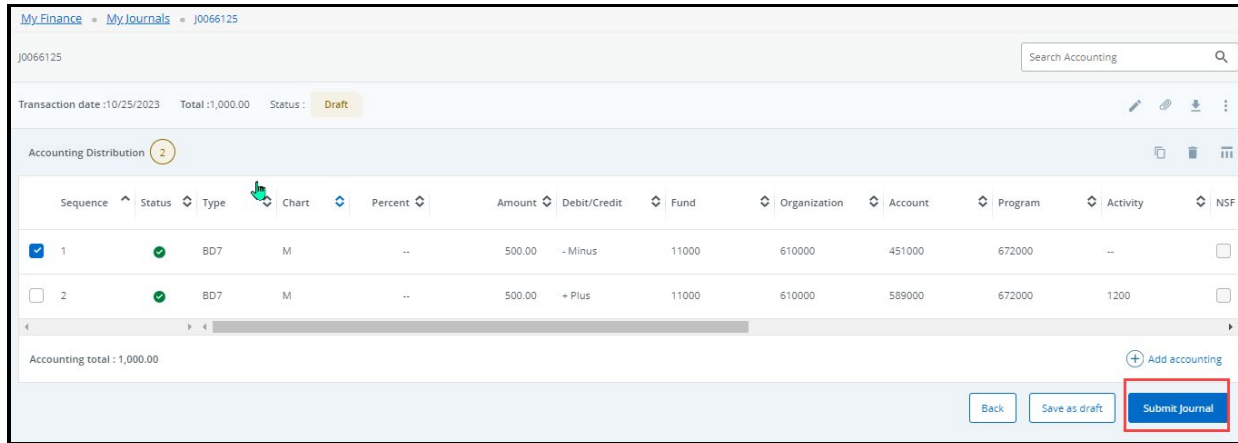 My Finance • My Journals • J0066125
J0066125 Search Accounting
Transaction date :10/25/2023 Total :1,000.00 Status : Draft
Accounting Distribution 2
Sequence Status Type Chart Percent Amount Debit/Credit Fund Organization Account Program Activity NSF
1 BD7 M -- 500.00 - Minus 11000 610000 451000 672000 --
2 BD7 M -- 500.00 + Plus 11000 610000 589000 672000 1200
Accounting total : 1,000.00 Add accounting
Back Save as draft Submit Journal